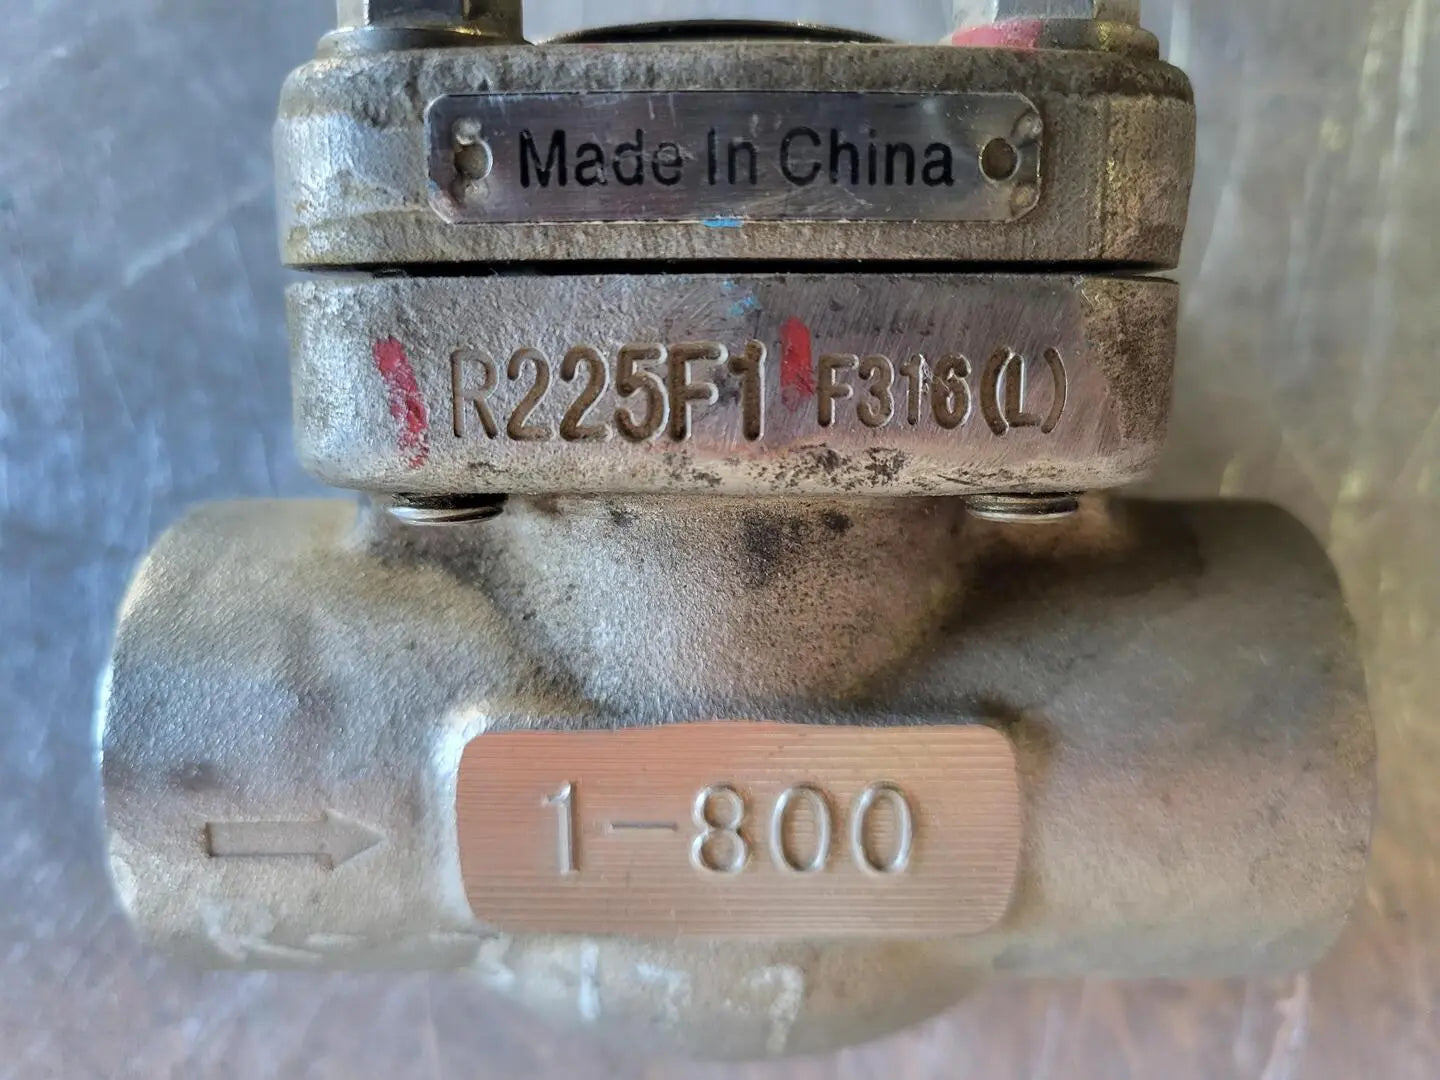 Made In China
R225F1 F316(L)
1-800